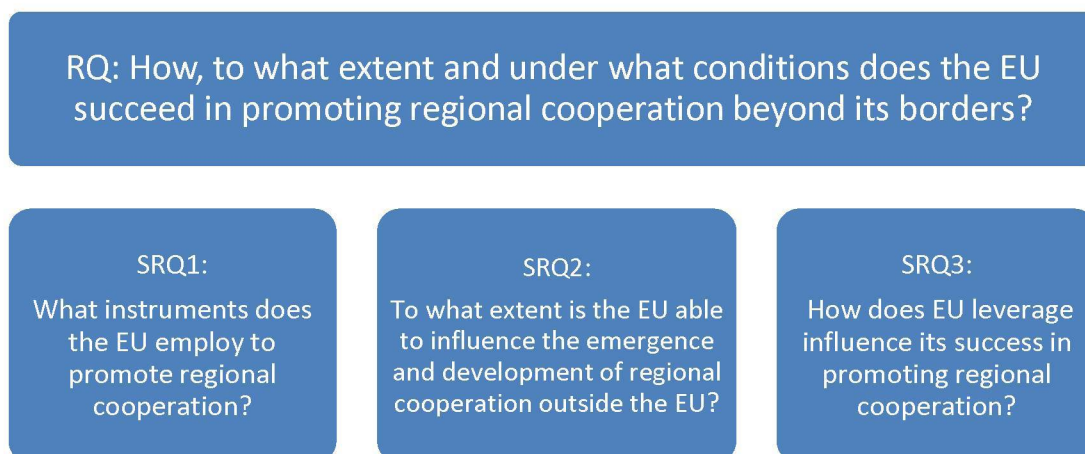 RQ: How, to what extent and under what conditions does the EU
succeed in promoting regional cooperation beyond its borders?
SRQ1:
What instruments does
the EU employ to
promote regional
cooperation?
SRQ2:
To what extent is the EU able
to influence the emergence
and development of regional
cooperation outside the EU?
SRQ3:
How does EU leverage
influence its success in
promoting regional
cooperation?